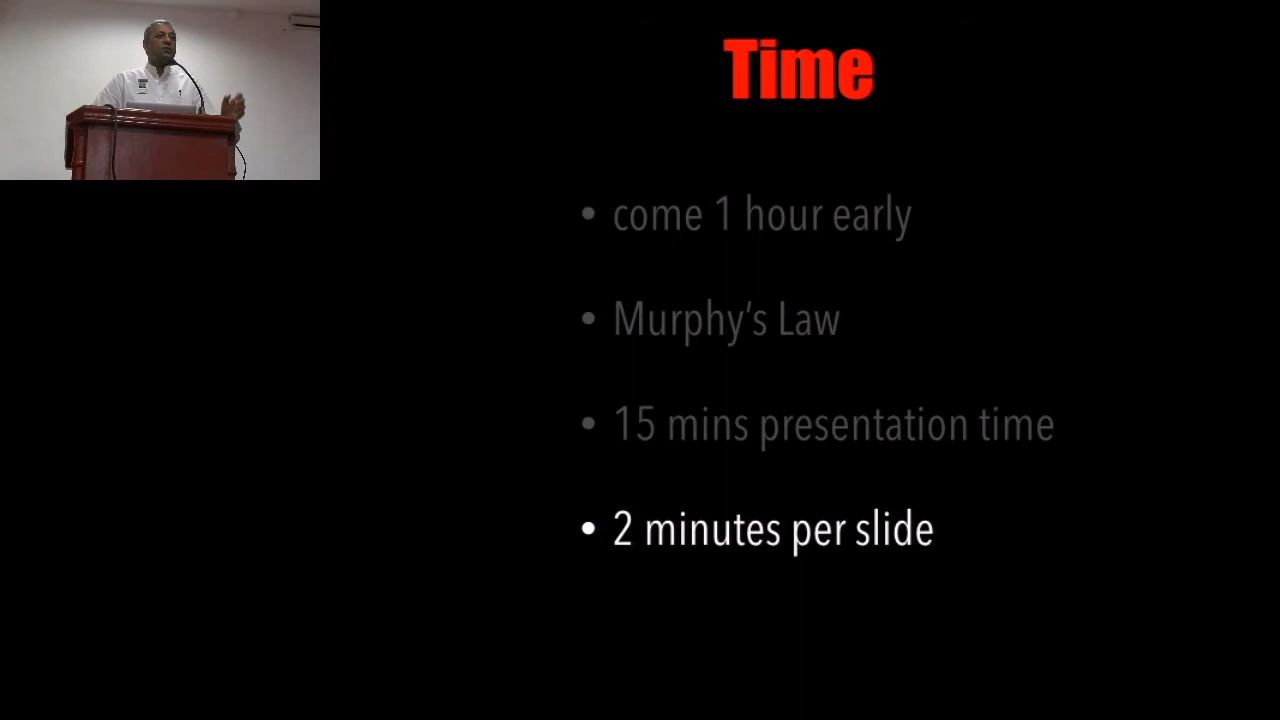 Time
• come 1 hour early
• Murphy's Law
• 15 mins presentation time
• 2 minutes per slide